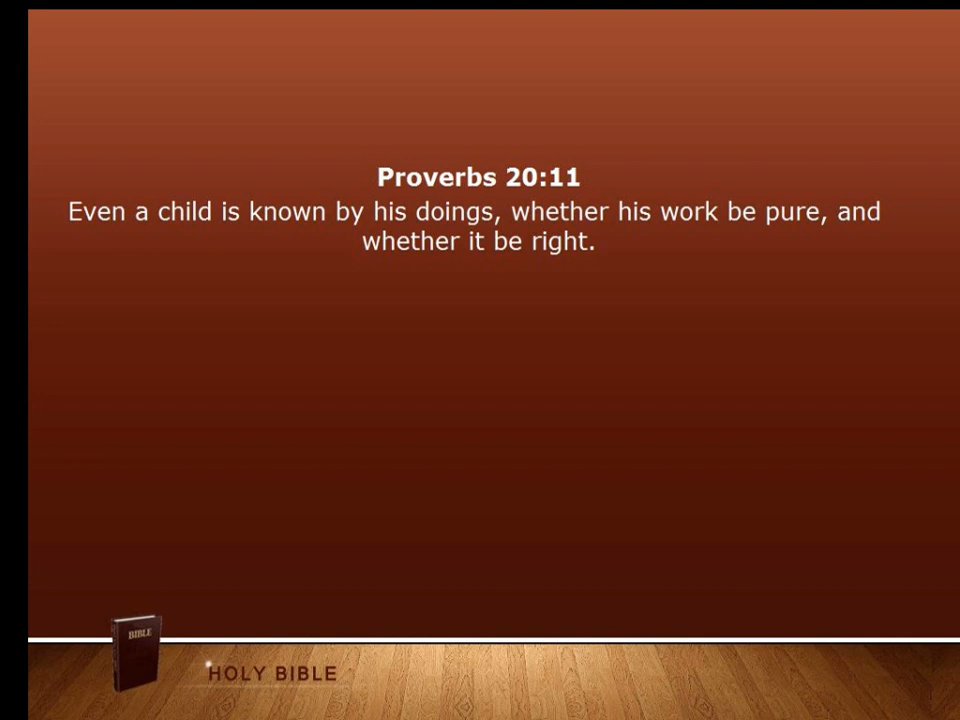 Proverbs 20:11
Even a child is known by his doings, whether his work be pure, and
whether it be right.
BIBLE
HOLY BIBLE